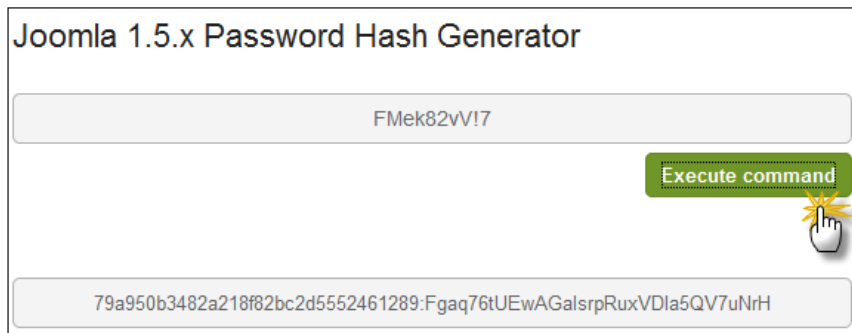 Joomla 1.5.x Password Hash Generator
FMek82vV!7
Execute command
79a950b3482a218f82bc2d5552461289:Fgaq76tUEwAGalsrpRuxVDla5QV7uNrH